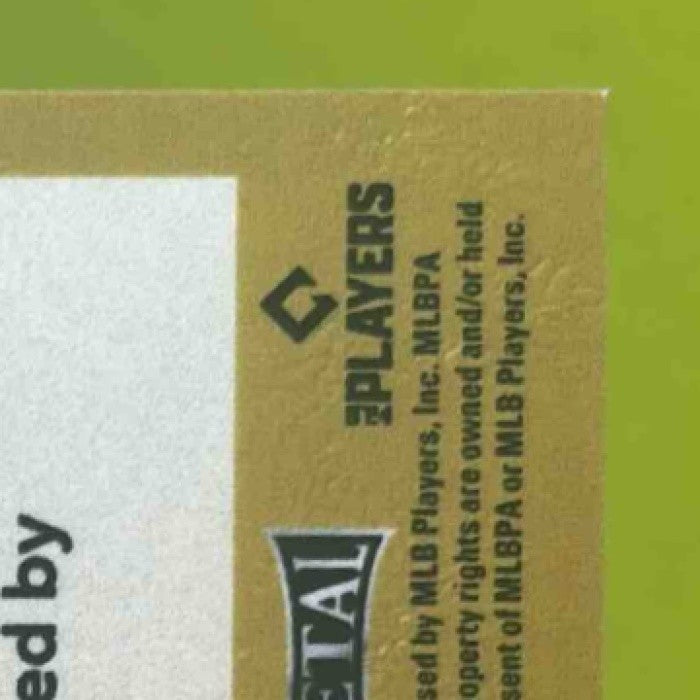 ed by
THE PLAYERS
ETAL
sed by MLB Players, Inc. MLBPA
operty rights are owned and/or held
sent of MLBPA or MLB Players, Inc.